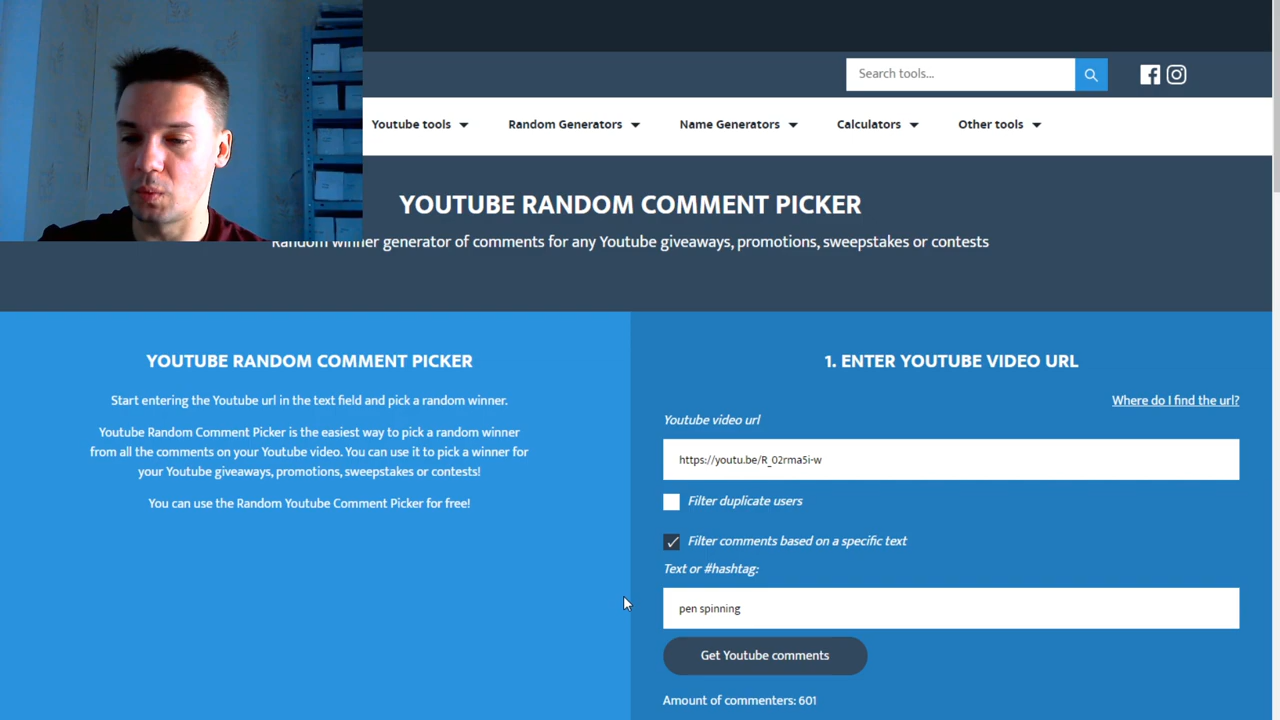 Search tools...
Youtube tools
Random Generators
Name Generators
Calculators
Other tools
YOUTUBE RANDOM COMMENT PICKER
Random winner generator of comments for any Youtube giveaways, promotions, sweepstakes or contests
YOUTUBE RANDOM COMMENT PICKER
Start entering the Youtube url in the text field and pick a random winner.
Youtube Random Comment Picker is the easiest way to pick a random winner
from all the comments on your Youtube video. You can use it to pick a winner for
your Youtube giveaways, promotions, sweepstakes or contests!
You can use the Random Youtube Comment Picker for free!
1. ENTER YOUTUBE VIDEO URL
Where do I find the url?
Youtube video url
https://youtu.be/R_02rma5i-w
Filter duplicate users
Filter comments based on a specific text
Text or #hashtag:
pen spinning
Get Youtube comments
Amount of commenters: 601